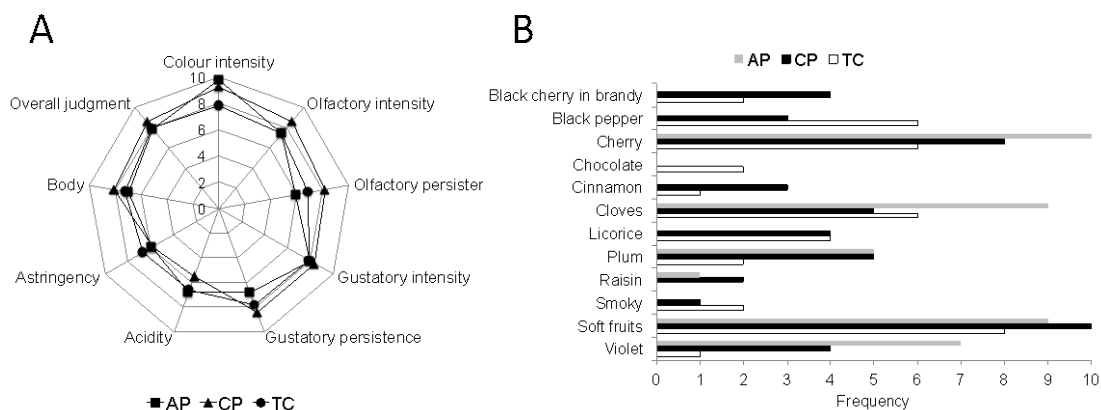 A
Colour intensity
10
Overall judgment
8
Olfactory intensity
6
4
Body
2
Olfactory persister
0
Astringency
Gustatory intensity
Acidity
Gustatory persistence
AP CP TC
B
AP CP TC
Black cherry in brandy
Black pepper
Cherry
Chocolate
Cinnamon
Cloves
Licorice
Plum
Raisin
Smoky
Soft fruits
Violet
0 1 2 3 4 5 6 7 8 9 10
Frequency